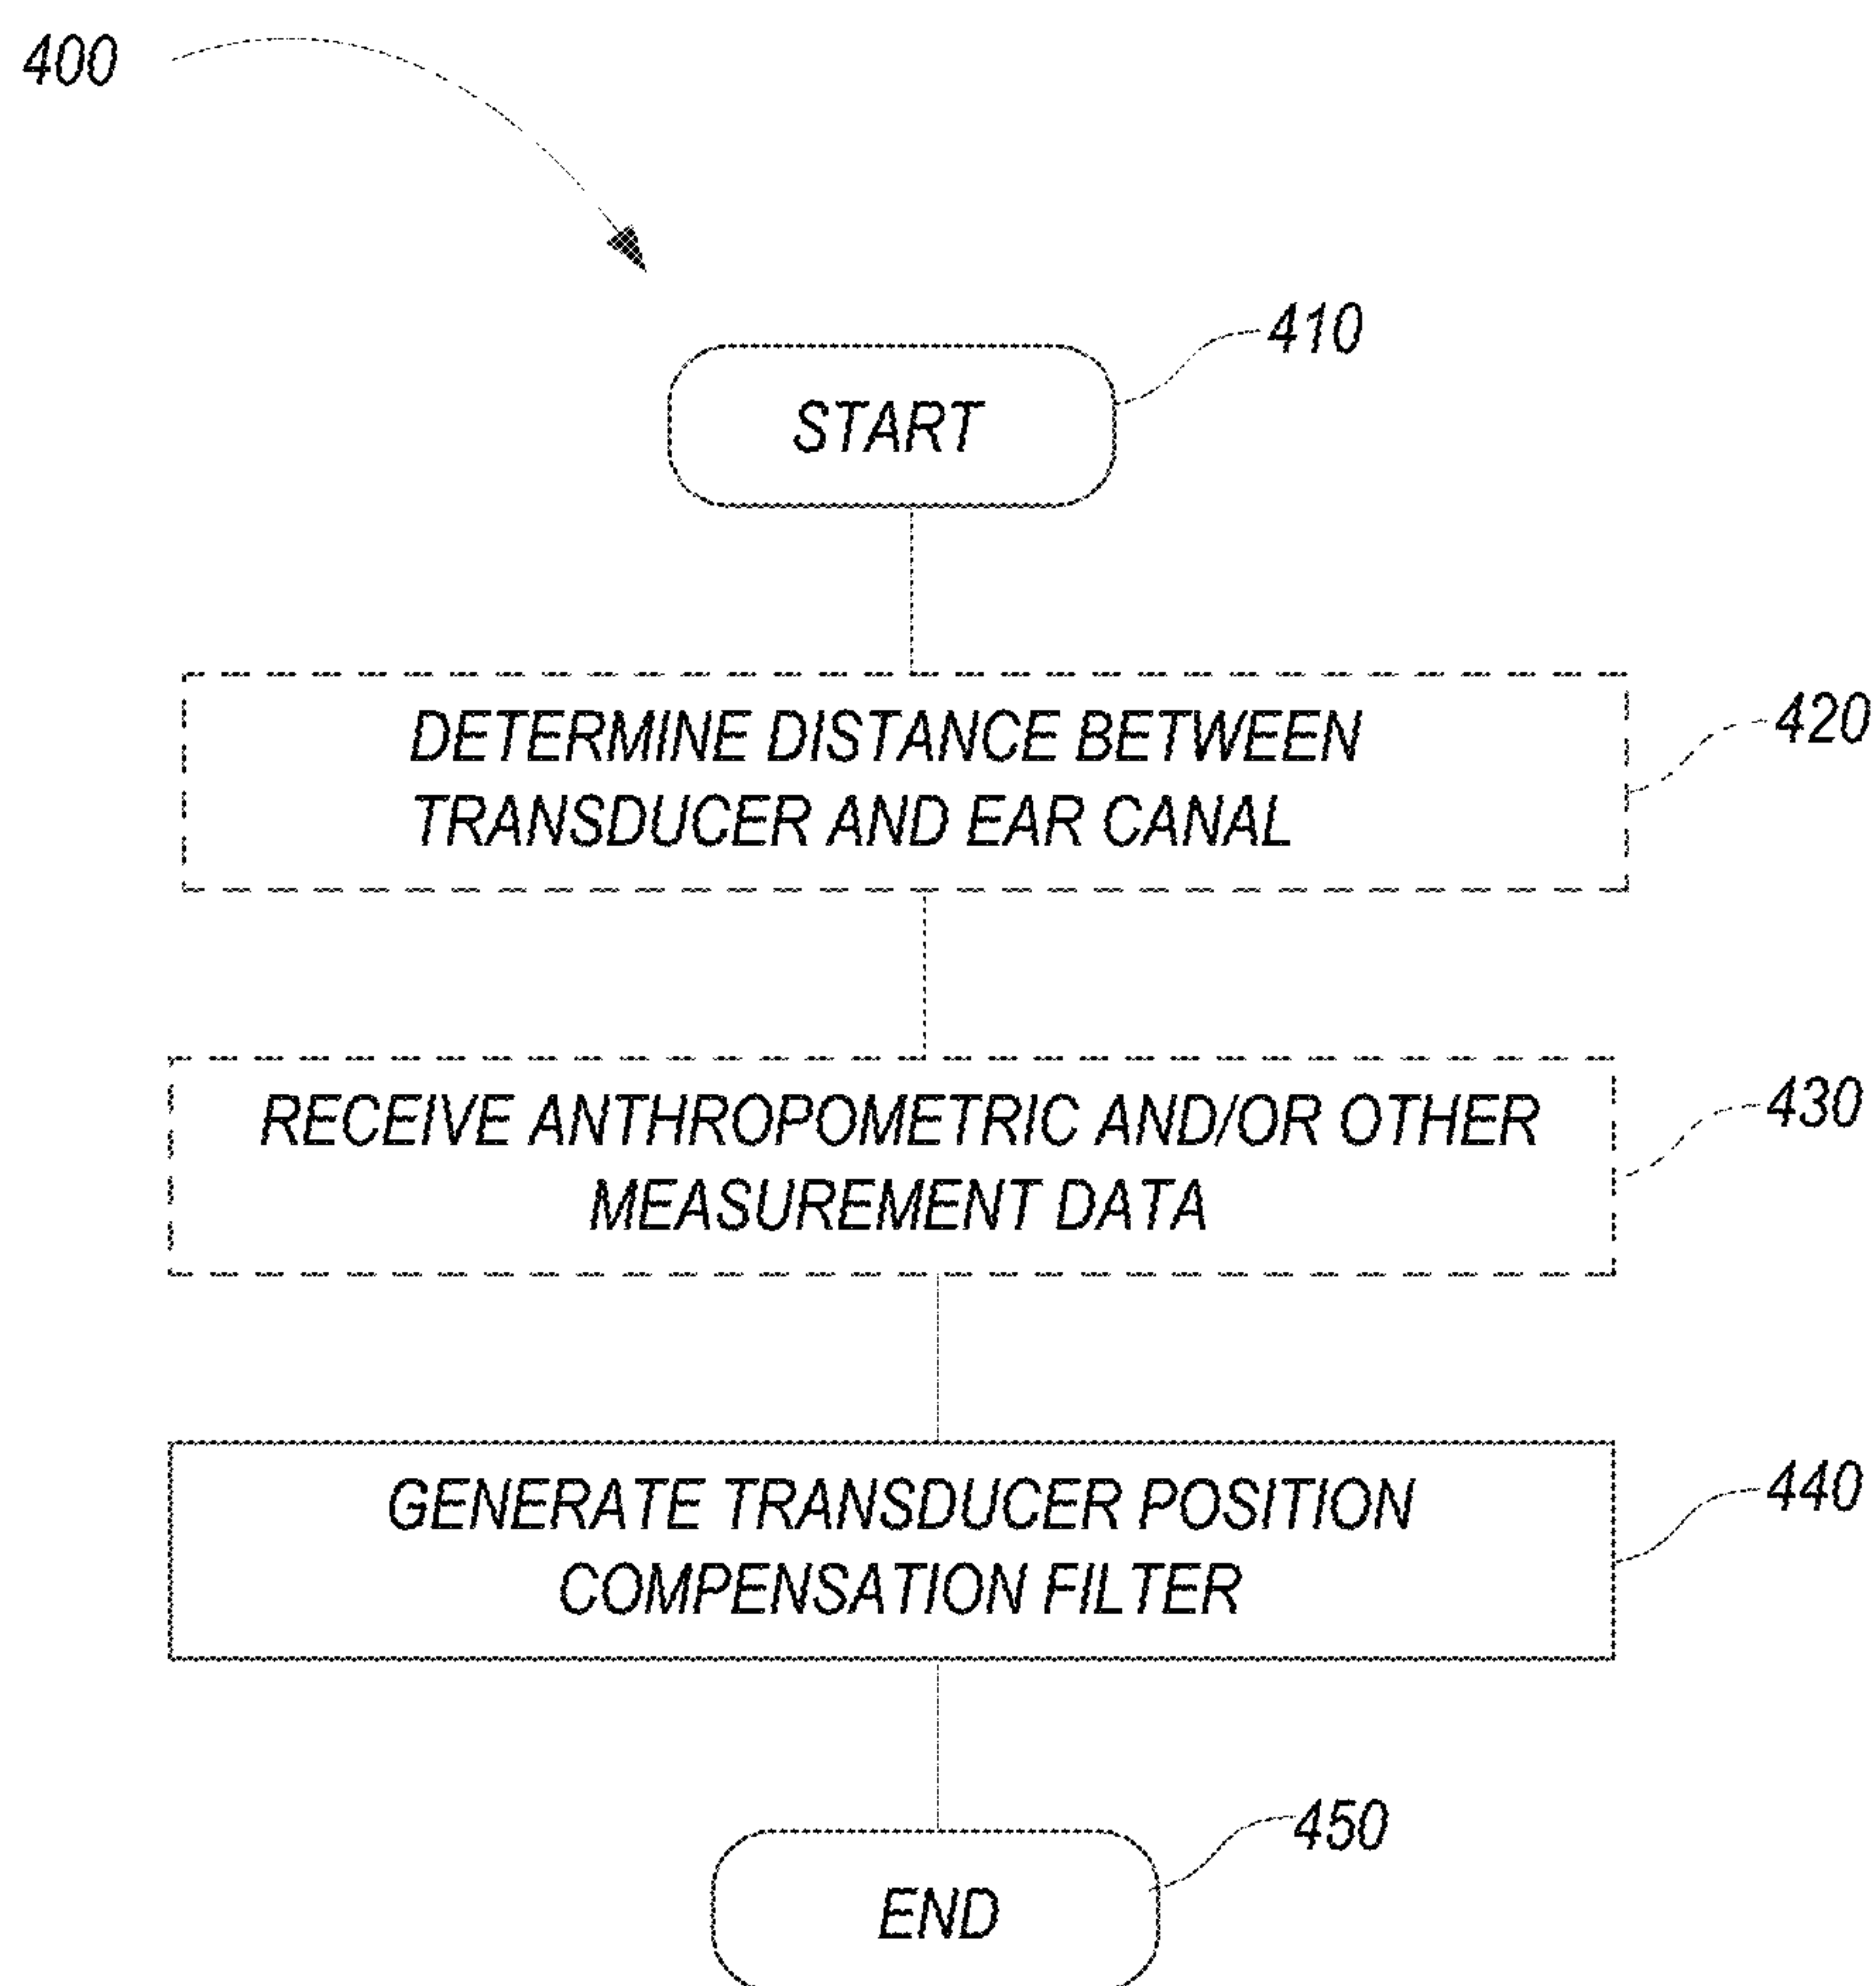 400
410
START
420
DETERMINE DISTANCE BETWEEN
TRANSDUCER AND EAR CANAL
430
RECEIVE ANTHROPOMETRIC AND/OR OTHER
MEASUREMENT DATA
440
GENERATE TRANSDUCER POSITION
COMPENSATION FILTER
450
END